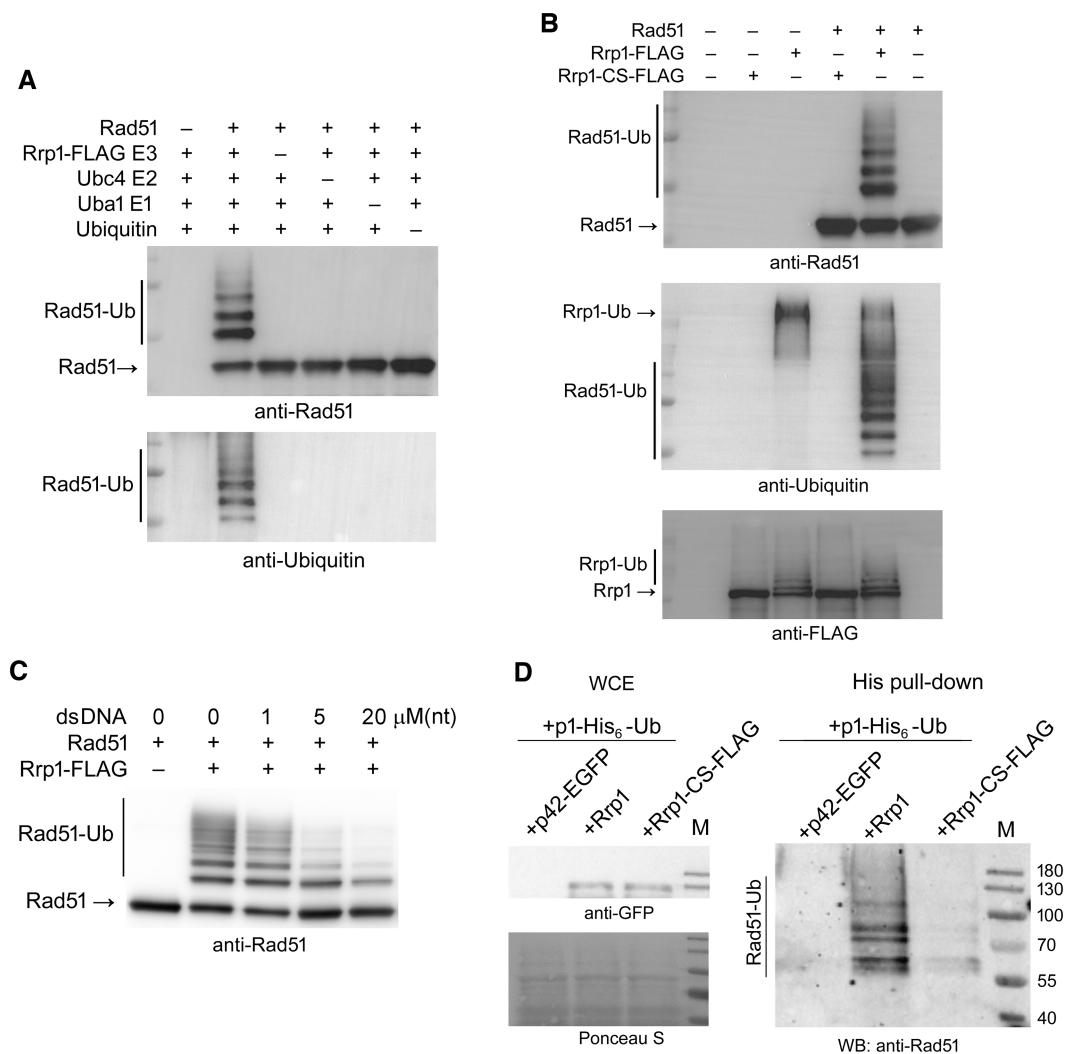 A
Rad51 – + + + + +
Rrp1-FLAG E3 + + – + + +
Ubc4 E2 + + + – + +
Uba1 E1 + + + + – +
Ubiquitin + + + + + –
Rad51-Ub
Rad51→
anti-Rad51
Rad51-Ub
anti-Ubiquitin
B
Rad51 – – – + + +
Rrp1-FLAG – – + – + –
Rrp1-CS-FLAG – + – + – –
Rad51-Ub
Rad51 →
anti-Rad51
Rrp1-Ub →
Rad51-Ub
anti-Ubiquitin
Rrp1-Ub
Rrp1 →
anti-FLAG
C
dsDNA 0 0 1 5 20 μM(nt)
Rad51 + + + + +
Rrp1-FLAG – + + + +
Rad51-Ub
Rad51 →
anti-Rad51
D
WCE
+p1-His6-Ub
+p42-EGFP
+Rrp1
+Rrp1-CS-FLAG
M
anti-GFP
Ponceau S
His pull-down
+p1-His6-Ub
+p42-EGFP
+Rrp1
+Rrp1-CS-FLAG
M
Rad51-Ub
180
130
100
70
55
40
WB: anti-Rad51